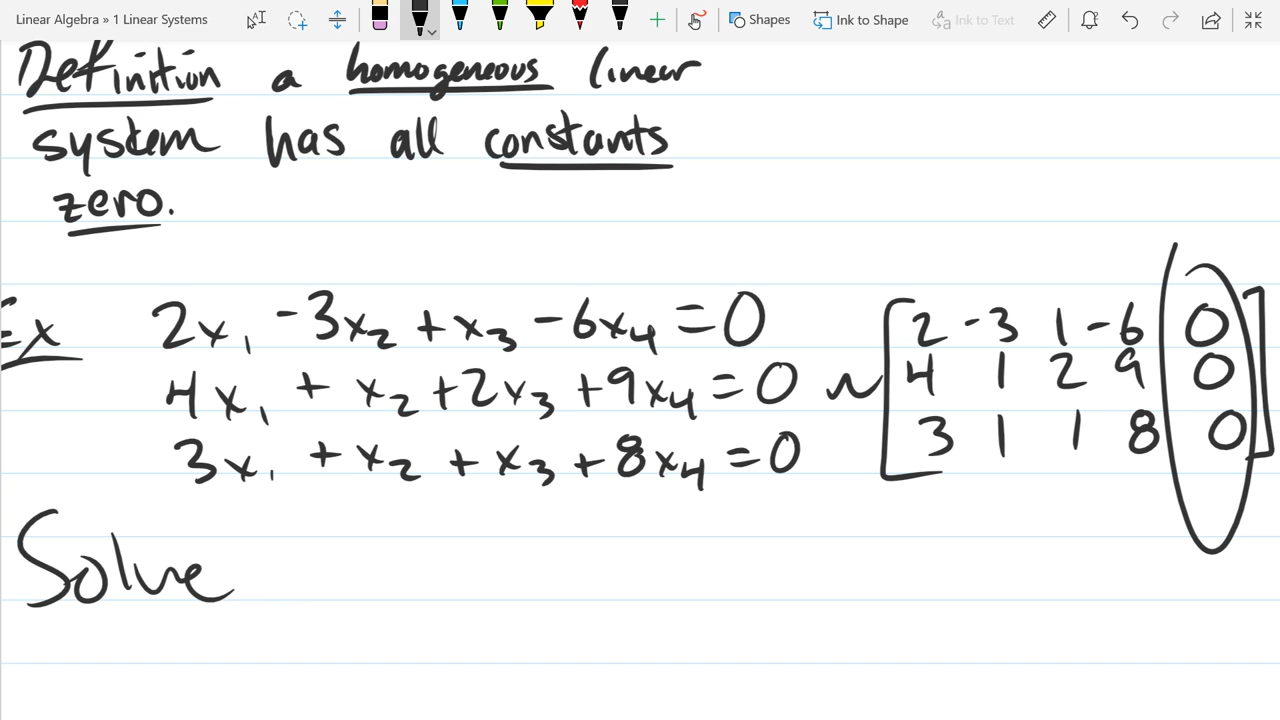 Linear Algebra » 1 Linear Systems
Shapes
Ink to Shape
Ink to Text
Definition a homogeneous linear
system has all constants
zero.
Ex 2x₁ -3x₂ +x₃ -6x₄ =0 ~ [2 -3 1 -6 0
4x₁ + x₂ +2x₃ +9x₄ =0 4 1 2 9 0
3x₁ + x₂ + x₃ +8x₄ =0 3 1 1 8 0]
Solve